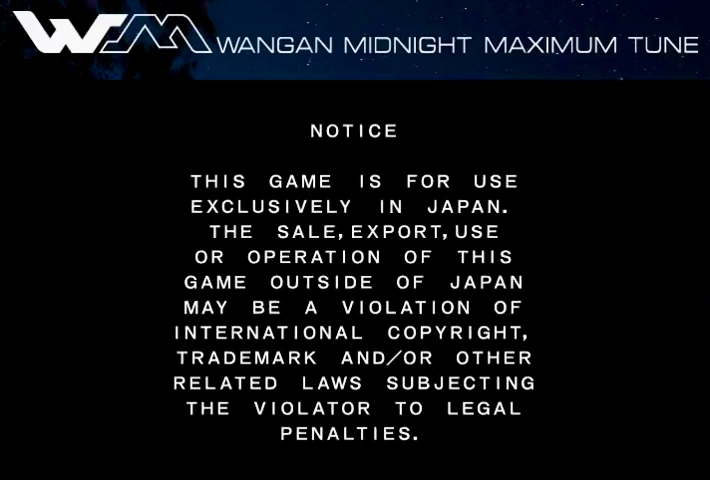 WM WANGAN MIDNIGHT MAXIMUM TUNE
NOTICE
THIS GAME IS FOR USE
EXCLUSIVELY IN JAPAN.
THE SALE, EXPORT, USE
OR OPERATION OF THIS
GAME OUTSIDE OF JAPAN
MAY BE A VIOLATION OF
INTERNATIONAL COPYRIGHT,
TRADEMARK AND/OR OTHER
RELATED LAWS SUBJECTING
THE VIOLATOR TO LEGAL
PENALTIES.